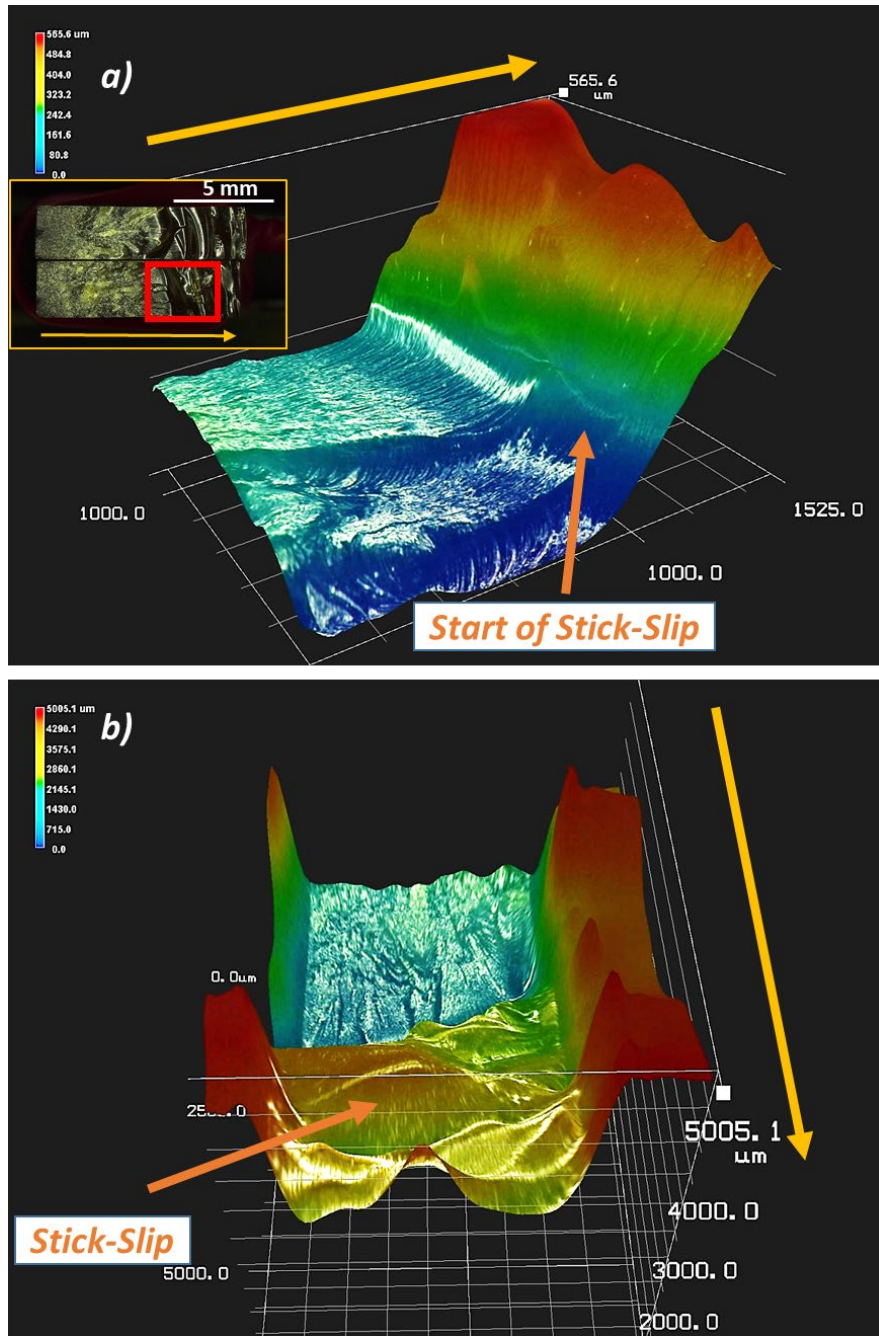 565.6 um
484.8
404.0
323.2
242.4
161.6
80.8
0.0
a)
565.6
um
5 mm
1000.0
1525.0
1000.0
Start of Stick-Slip
5005.1 um
4290.1
3575.1
2860.1
2145.1
1430.0
715.0
0.0
b)
0.0um
5005.1
μm
4000.0
Stick-Slip
5000.0
3000.0
2000.0